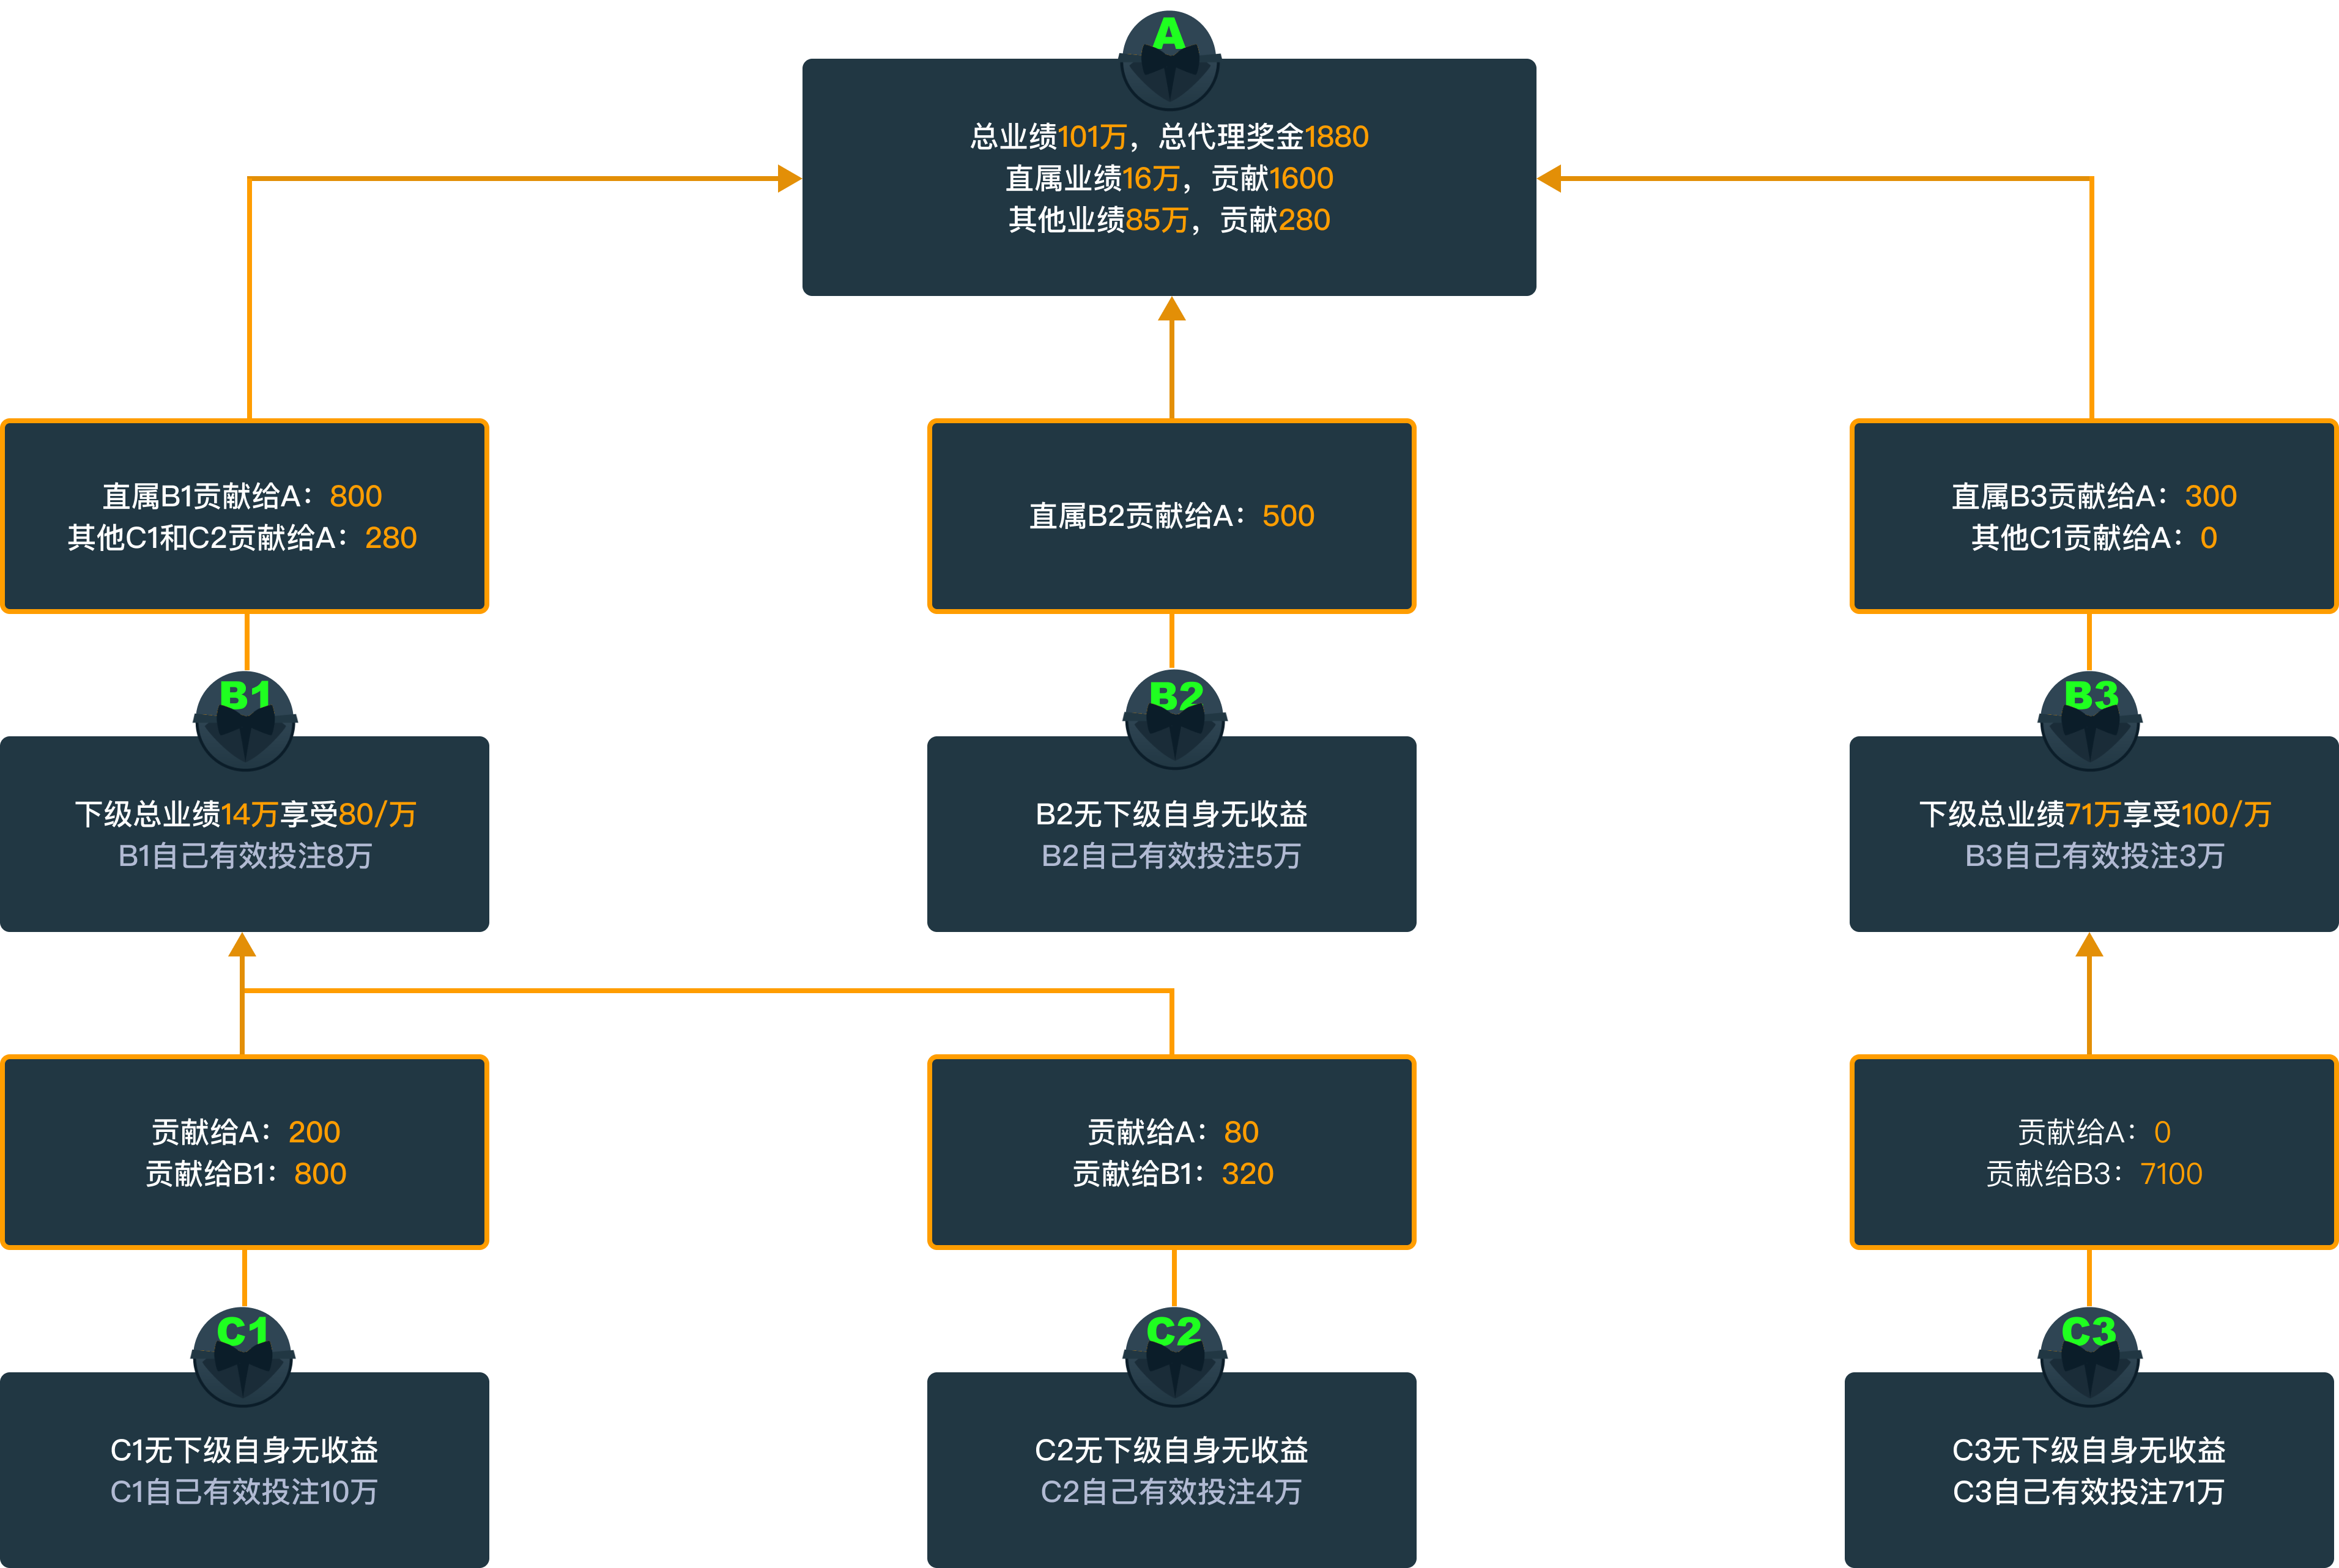 A
总业绩101万，总代理奖金1880
直属业绩16万，贡献1600
其他业绩85万，贡献280
直属B1贡献给A：800
其他C1和C2贡献给A：280
直属B2贡献给A：500
直属B3贡献给A：300
其他C1贡献给A：0
B1
下级总业绩14万享受80/万
B1自己有效投注8万
B2
B2无下级自身无收益
B2自己有效投注5万
B3
下级总业绩71万享受100/万
B3自己有效投注3万
贡献给A：200
贡献给B1：800
贡献给A：80
贡献给B1：320
贡献给A：0
贡献给B3：7100
C1
C1无下级自身无收益
C1自己有效投注10万
C2
C2无下级自身无收益
C2自己有效投注4万
C3
C3无下级自身无收益
C3自己有效投注71万